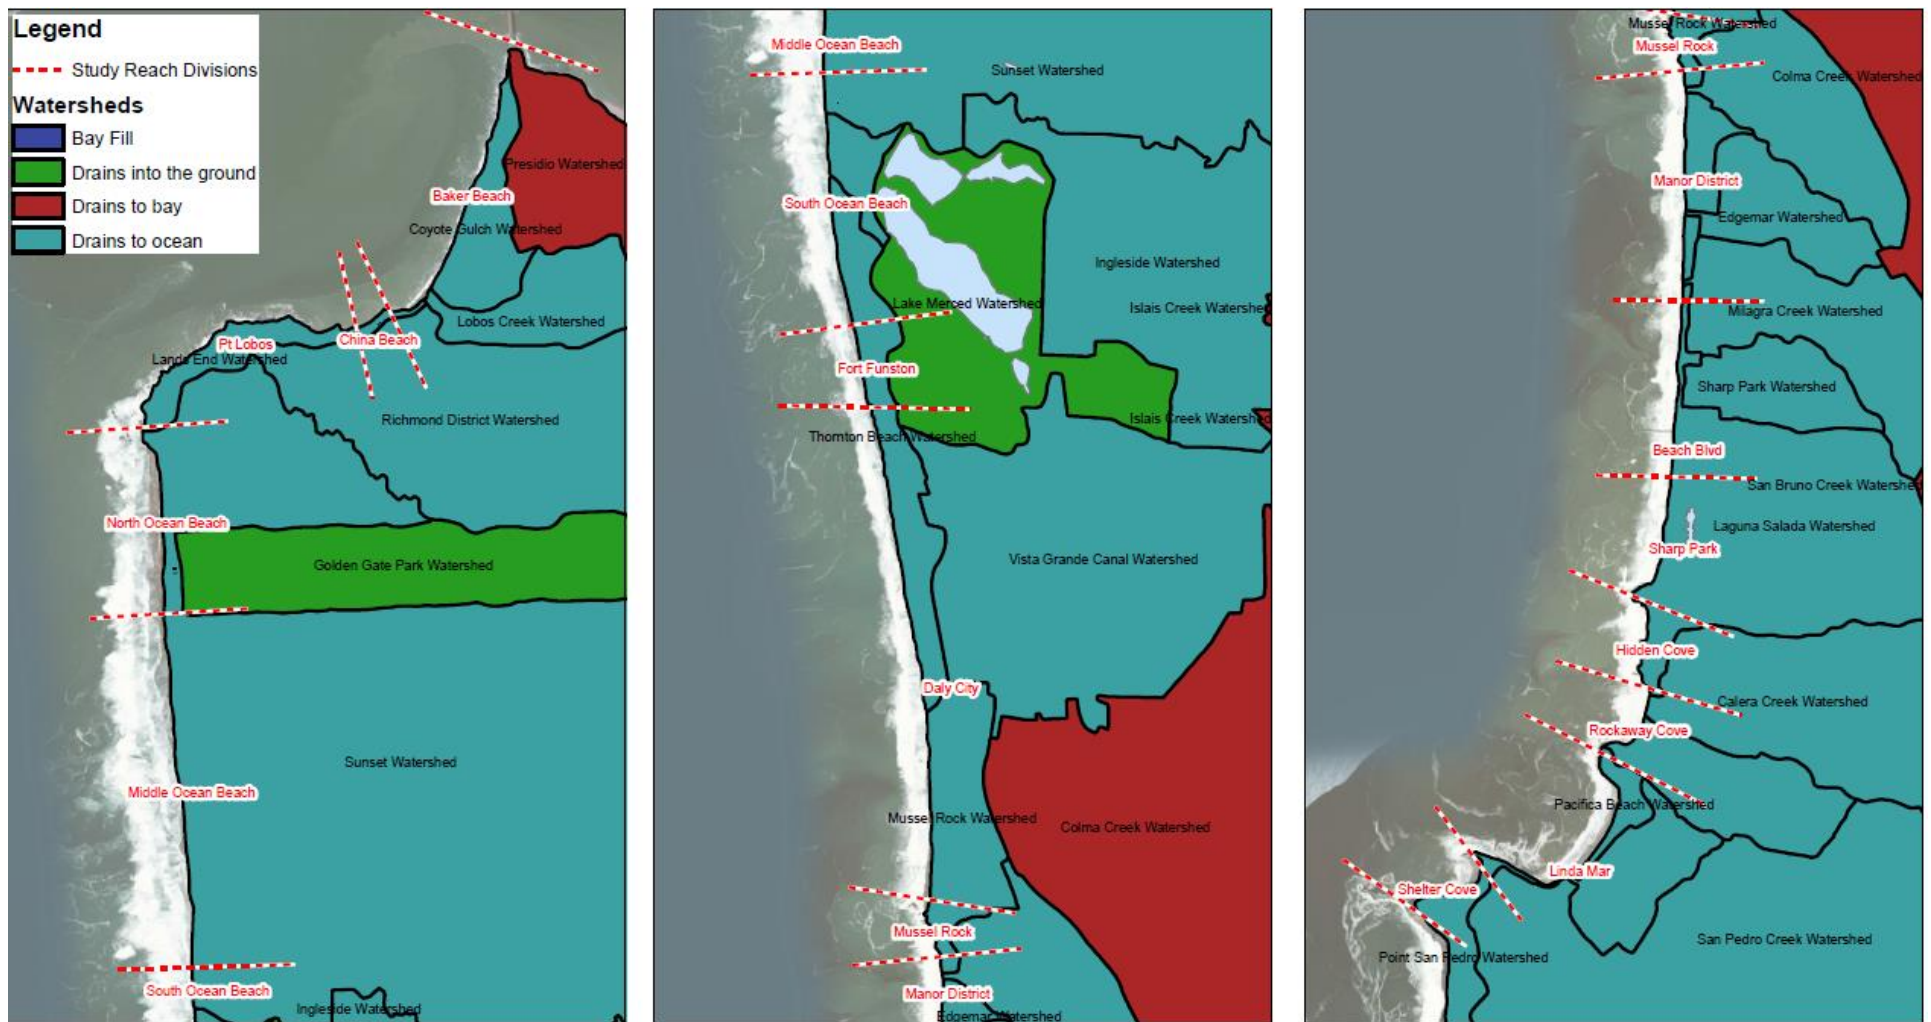 Legend
Study Reach Divisions
Watersheds
Bay Fill
Drains into the ground
Drains to bay
Drains to ocean
Presidio Watershed
Baker Beach
Coyote Gulch Watershed
Lobos Creek Watershed
China Beach
Pt Lobos
Lands End Watershed
Richmond District Watershed
North Ocean Beach
Golden Gate Park Watershed
Sunset Watershed
Middle Ocean Beach
South Ocean Beach
Ingleside Watershed
Middle Ocean Beach
Sunset Watershed
South Ocean Beach
Ingleside Watershed
Lake Merced Watershed
Islais Creek Watershed
Fort Funston
Islais Creek Watershed
Thornton Beach Watershed
Vista Grande Canal Watershed
Daly City
Mussel Rock Watershed
Colma Creek Watershed
Mussel Rock
Manor District
Edgemar Watershed
Mussel Rock Watershed
Mussel Rock
Colma Creek Watershed
Manor District
Edgemar Watershed
Milagra Creek Watershed
Sharp Park Watershed
Beach Blvd
San Bruno Creek Watershed
Laguna Salada Watershed
Sharp Park
Hidden Cove
Calera Creek Watershed
Rockaway Cove
Pacifica Beach Watershed
Linda Mar
Shelter Cove
San Pedro Creek Watershed
Point San Pedro Watershed